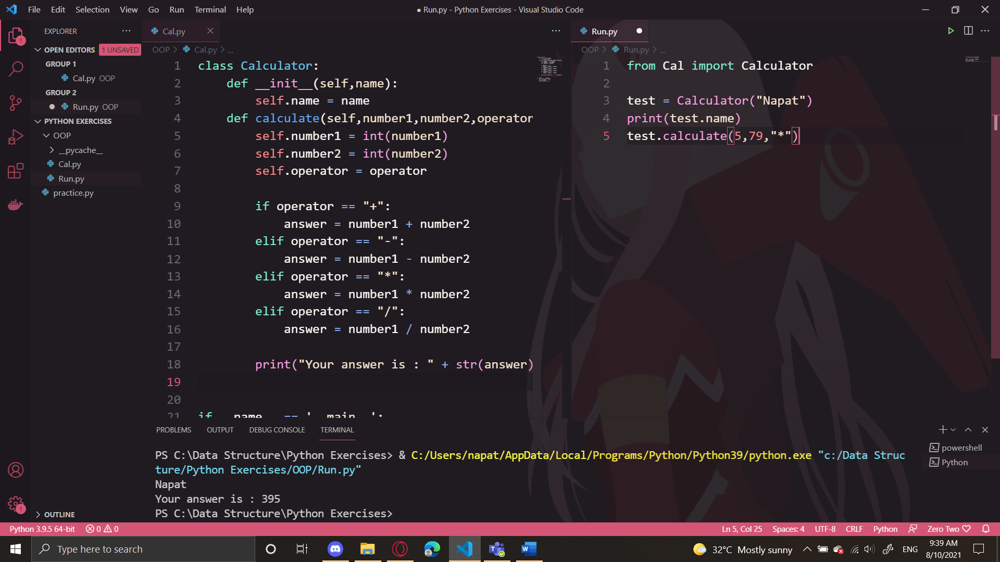 File Edit Selection View Go Run Terminal Help
● Run.py - Python Exercises - Visual Studio Code
EXPLORER
OPEN EDITORS 1 UNSAVED
GROUP 1
Cal.py OOP
GROUP 2
Run.py OOP
PYTHON EXERCISES
OOP
__pycache__
Cal.py
Run.py
practice.py
OUTLINE
1
1
Cal.py
OOP > Cal.py > ...
1 class Calculator:
2 def __init__(self,name):
3 self.name = name
4 def calculate(self,number1,number2,operator
5 self.number1 = int(number1)
6 self.number2 = int(number2)
7 self.operator = operator
8
9 if operator == "+":
10 answer = number1 + number2
11 elif operator == "-":
12 answer = number1 - number2
13 elif operator == "*":
14 answer = number1 * number2
15 elif operator == "/":
16 answer = number1 / number2
17
18 print("Your answer is : " + str(answer)
19
20
21 if __name__ == '__main__':
Run.py
OOP > Run.py > ...
1 from Cal import Calculator
2
3 test = Calculator("Napat")
4 print(test.name)
5 test.calculate(5,79,"*")
PROBLEMS OUTPUT DEBUG CONSOLE TERMINAL
PS C:\Data Structure\Python Exercises> & C:/Users/napat/AppData/Local/Programs/Python/Python39/python.exe "c:/Data Struc
ture/Python Exercises/OOP/Run.py"
Napat
Your answer is : 395
PS C:\Data Structure\Python Exercises>
powershell
Python
Python 3.9.5 64-bit 0 0 Ln 5, Col 25 Spaces: 4 UTF-8 CRLF Python Zero Two
Type here to search
32°C Mostly sunny
ENG
9:39 AM
8/10/2021